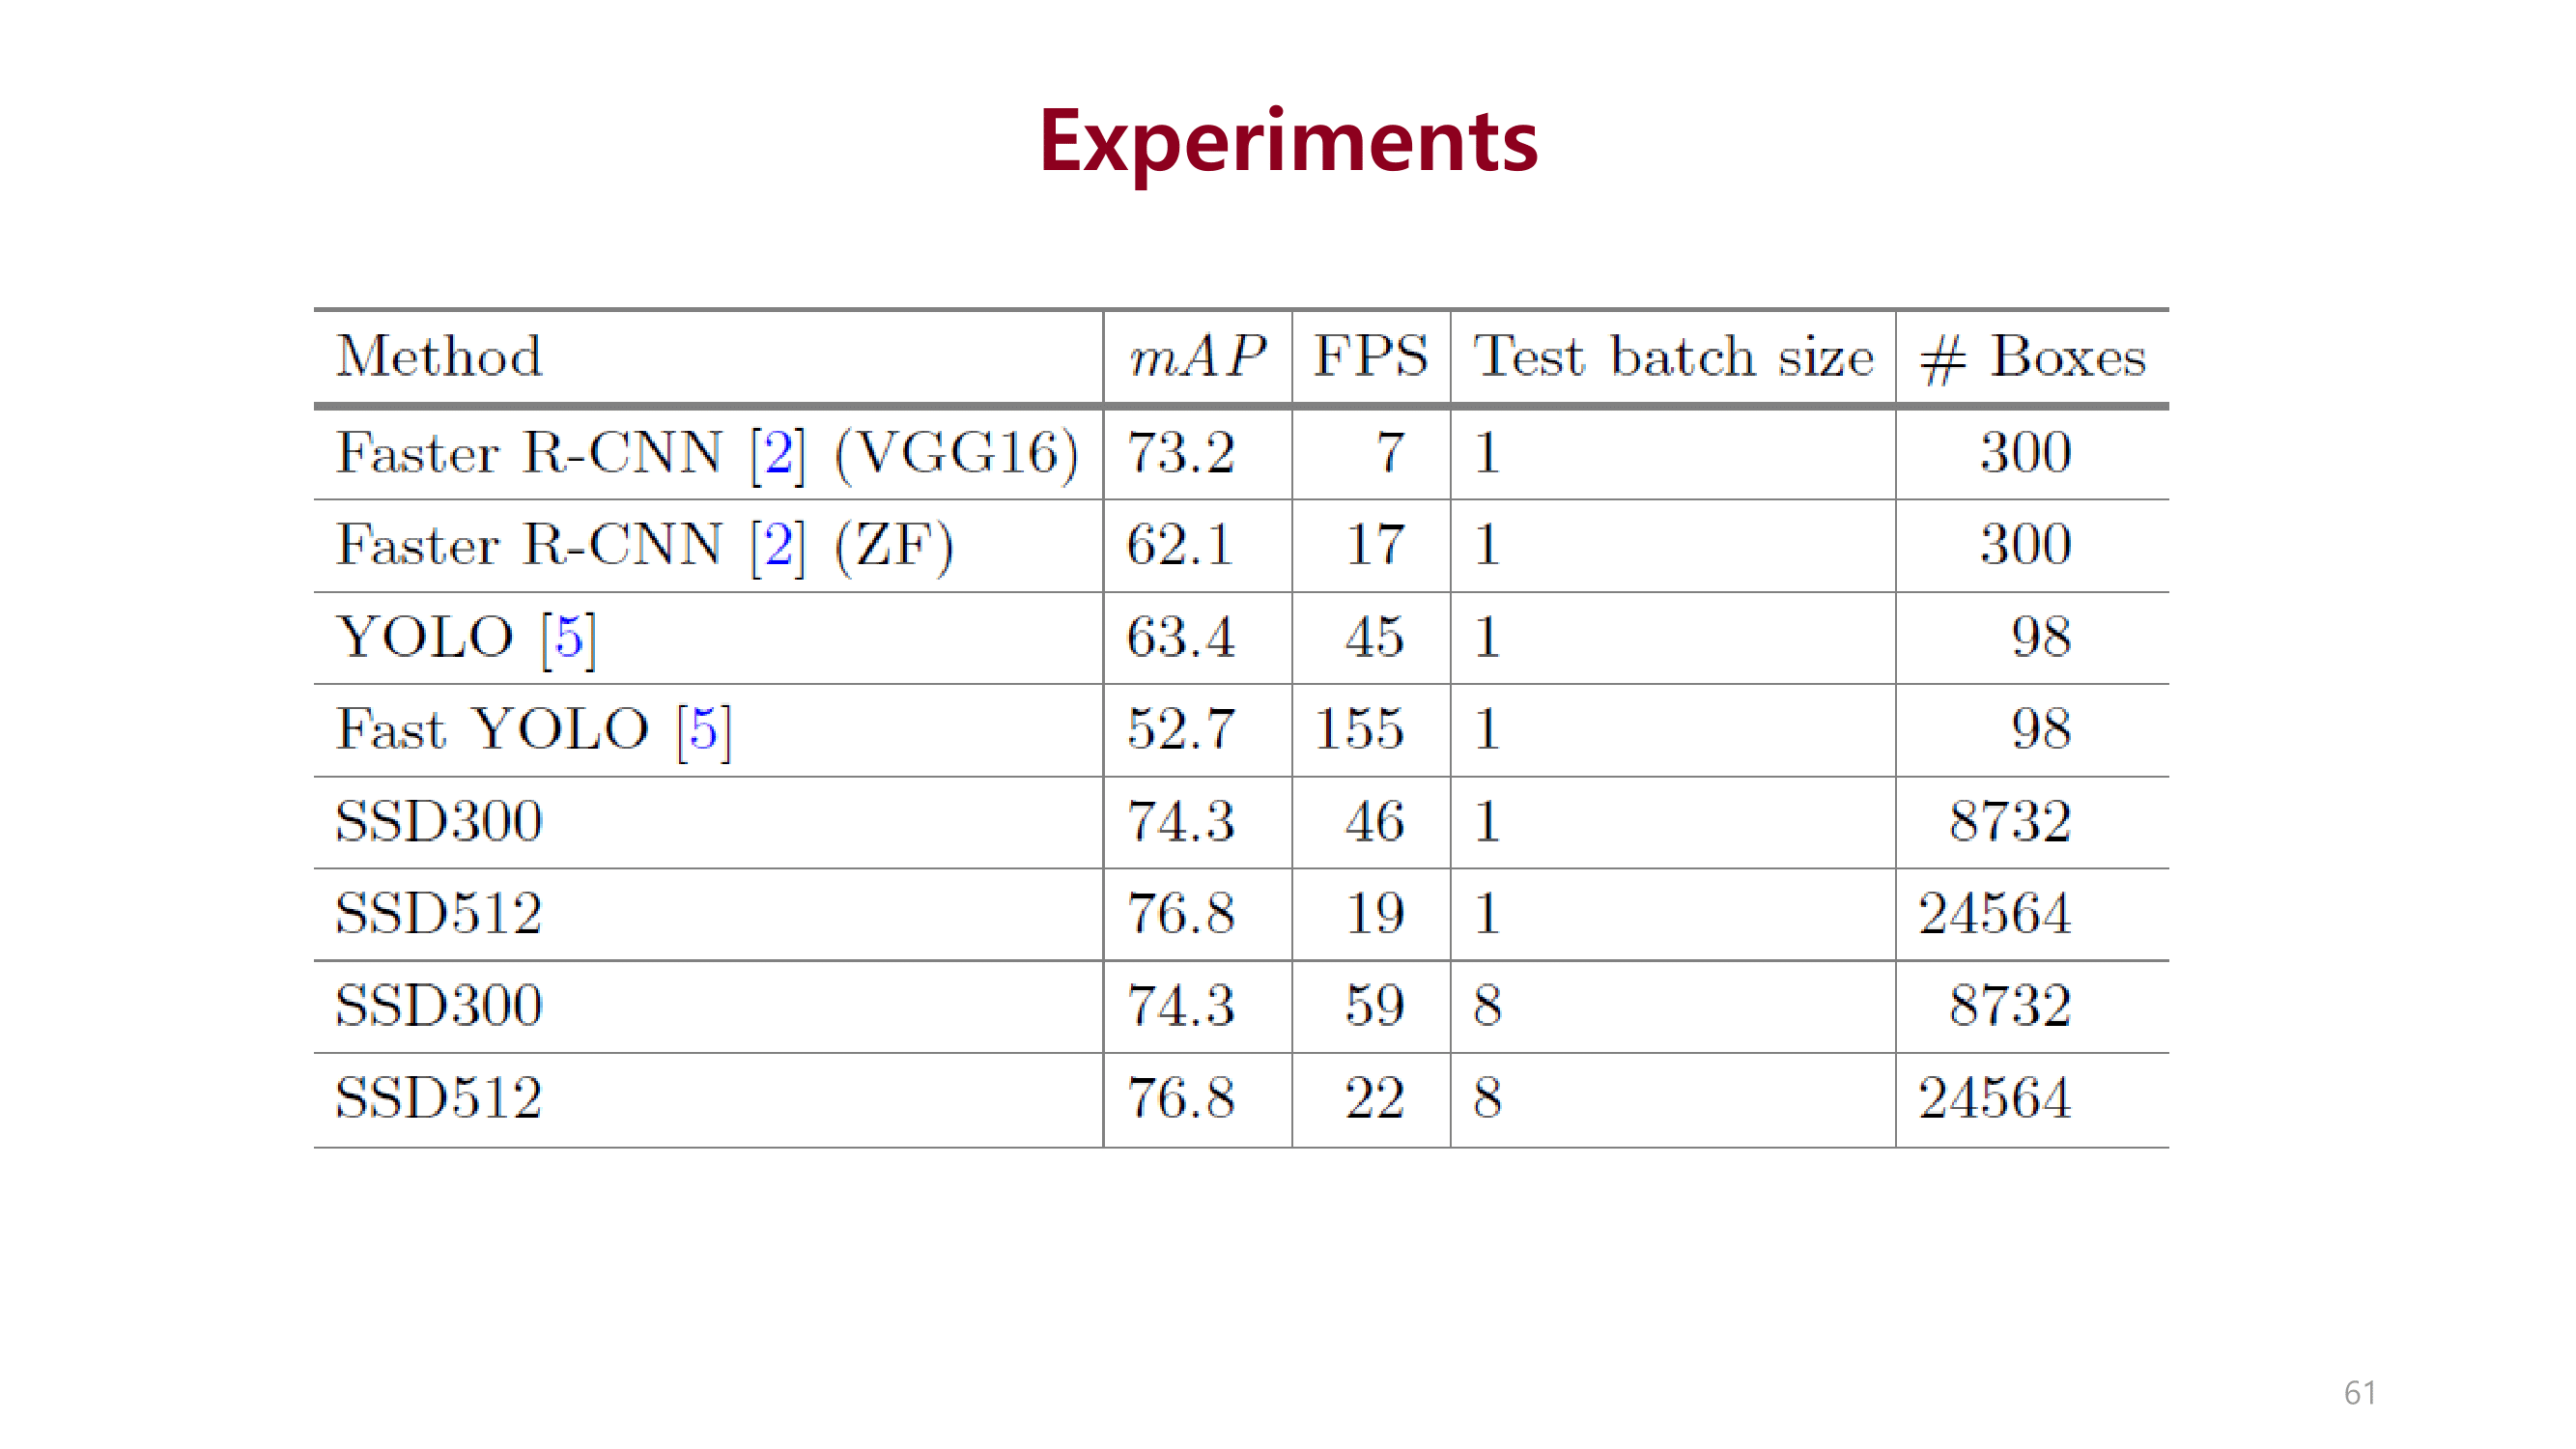 Experiments
Method mAP FPS Test batch size # Boxes
Faster R-CNN [2] (VGG16) 73.2 7 1 300
Faster R-CNN [2] (ZF) 62.1 17 1 300
YOLO [5] 63.4 45 1 98
Fast YOLO [5] 52.7 155 1 98
SSD300 74.3 46 1 8732
SSD512 76.8 19 1 24564
SSD300 74.3 59 8 8732
SSD512 76.8 22 8 24564
61